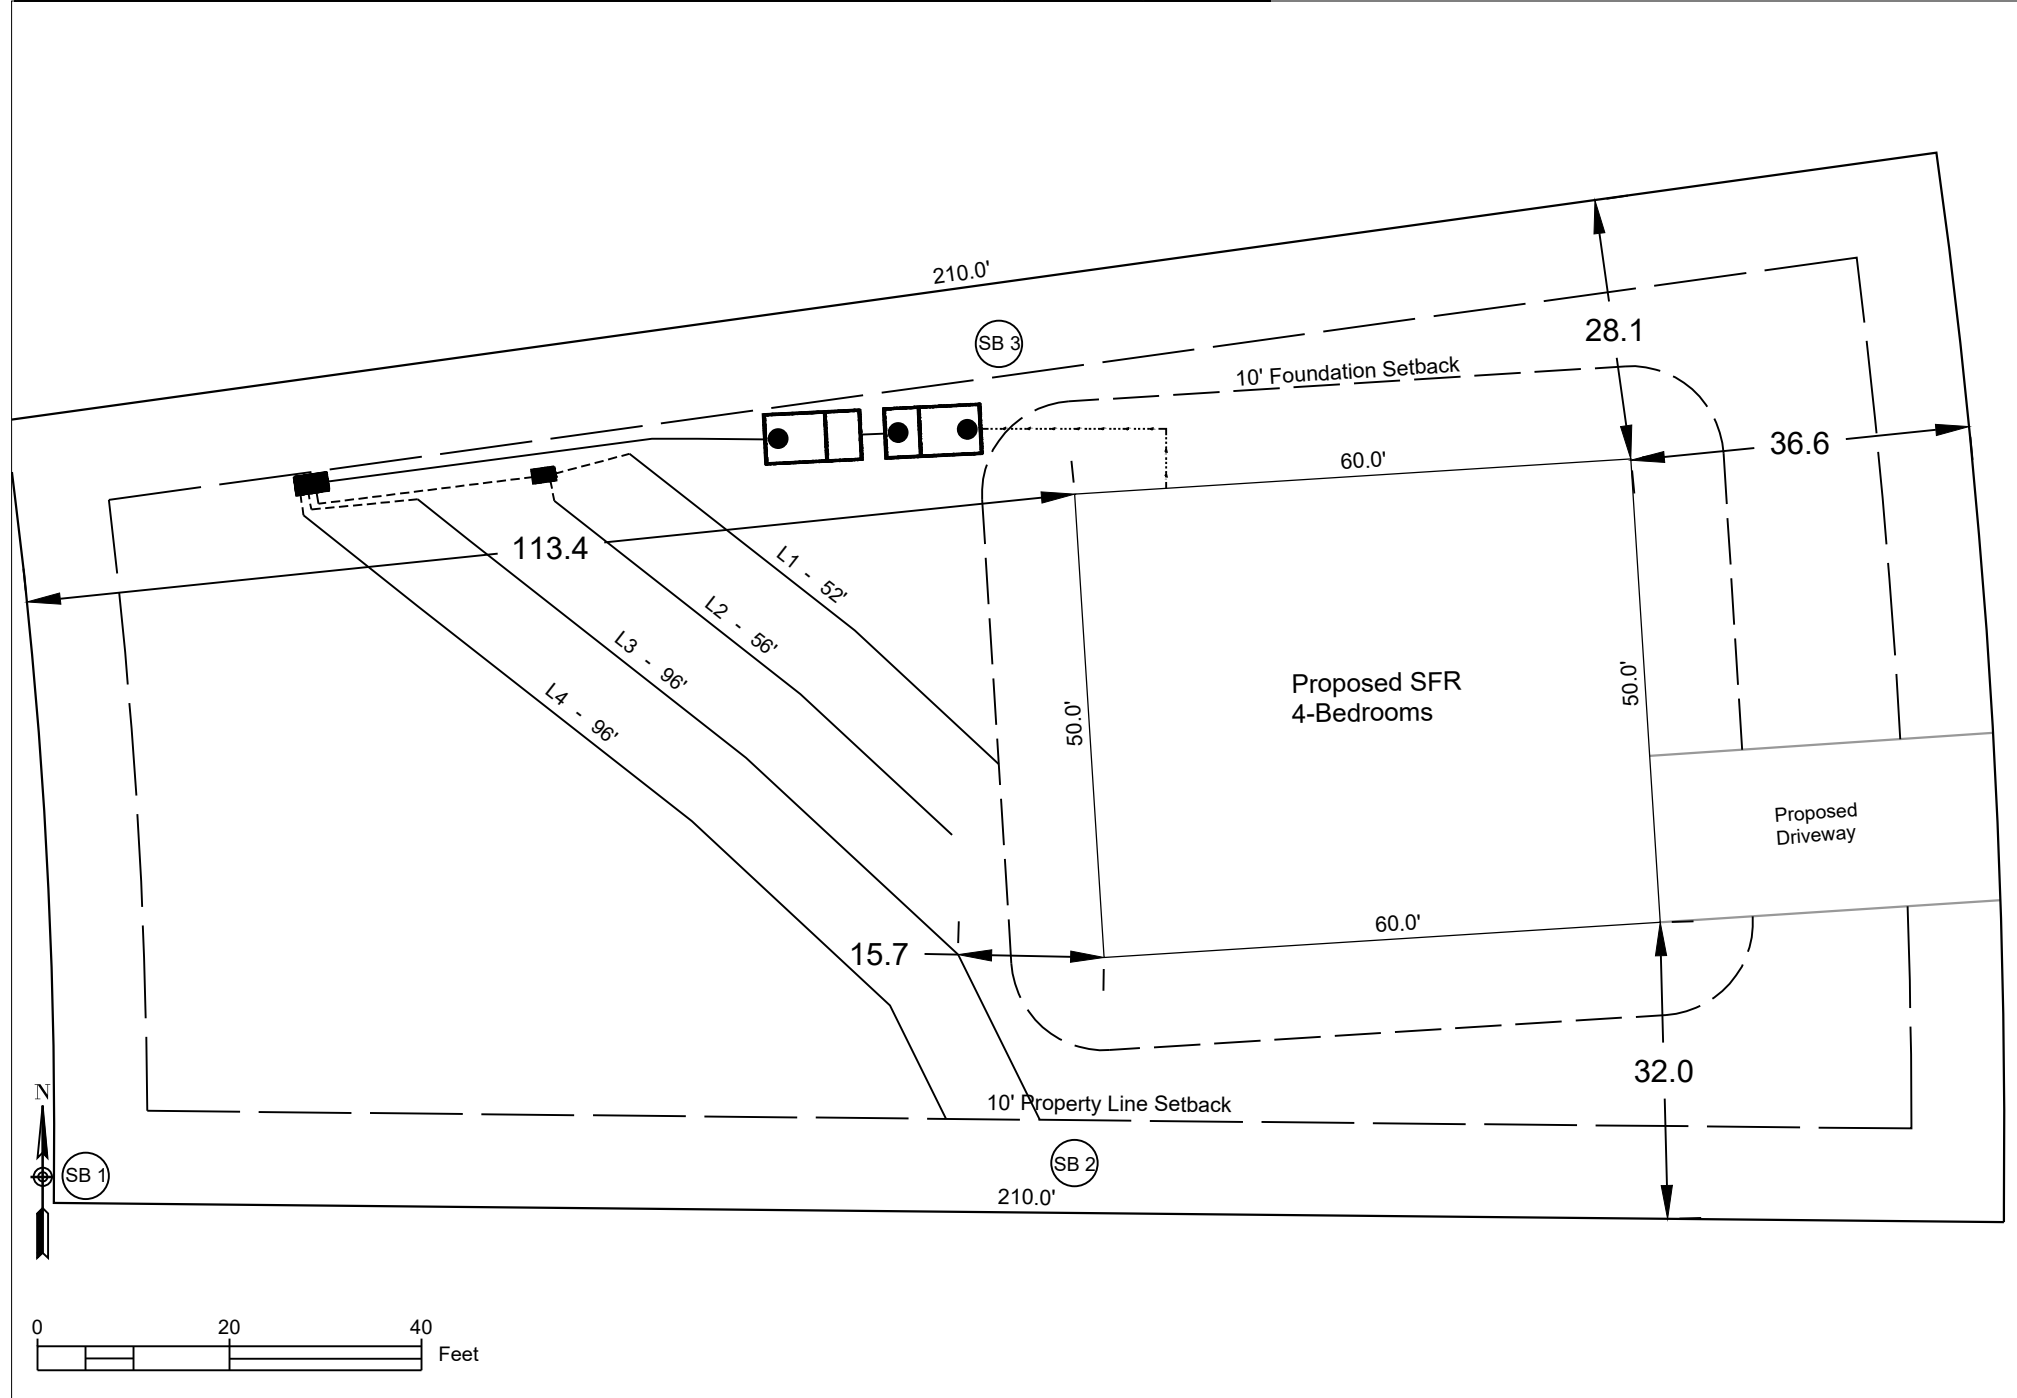 210.0'
SB 3
28.1
10' Foundation Setback
36.6
60.0'
113.4
L1 - 52'
L2 - 56'
L3 - 96'
L4 - 96'
50.0'
Proposed SFR
4-Bedrooms
50.0'
Proposed
Driveway
60.0'
15.7
32.0
N
10' Property Line Setback
SB 1
SB 2
210.0'
0 20 40
Feet